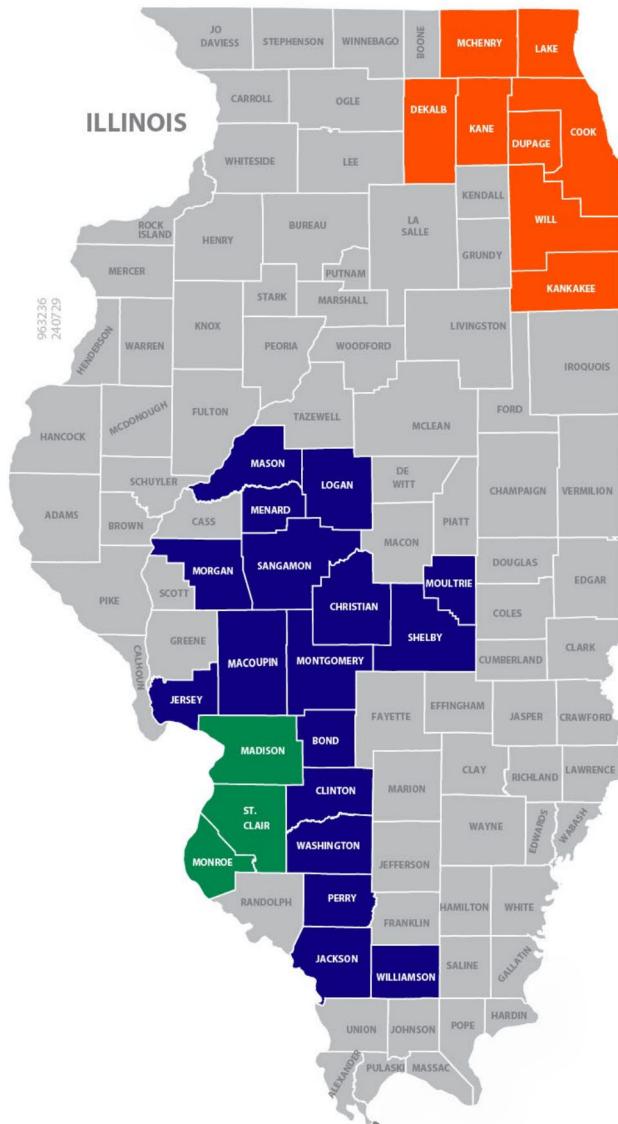 JO
DAVIESS
STEPHENSON
WINNEBAGO
BOONE
MCHENRY
LAKE
CARROLL
OGLE
DEKALB
KANE
COOK
DUPAGE
ILLINOIS
WHITESIDE
LEE
KENDALL
ROCK
ISLAND
HENRY
BUREAU
LA
SALLE
WILL
GRUNDY
MERCER
PUTNAM
KANKAKEE
STARK
MARSHALL
963236
240729
HENDERSON
WARREN
KNOX
PEORIA
WOODFORD
LIVINGSTON
IROQUOIS
HANCOCK
MCDONOUGH
FULTON
TAZEWELL
MCLEAN
FORD
MASON
LOGAN
DE
WITT
SCHUYLER
CHAMPAIGN
VERMILION
ADAMS
BROWN
CASS
MENARD
PIATT
MACON
MORGAN
SANGAMON
DOUGLAS
EDGAR
PIKE
SCOTT
CHRISTIAN
MOULTRIE
COLES
GREENE
SHELBY
CALHOUN
MACOUPIN
MONTGOMERY
CUMBERLAND
CLARK
JERSEY
FAYETTE
EFFINGHAM
JASPER
CRAWFORD
MADISON
BOND
CLAY
RICHLAND
LAWRENCE
CLINTON
MARION
ST.
CLAIR
WAYNE
EDWARDS
WABASH
WASHINGTON
MONROE
JEFFERSON
RANDOLPH
PERRY
HAMILTON
WHITE
FRANKLIN
JACKSON
WILLIAMSON
SALINE
GALLATIN
UNION
JOHNSON
POPE
HARDIN
ALEXANDER
PULASKI
MASSAC